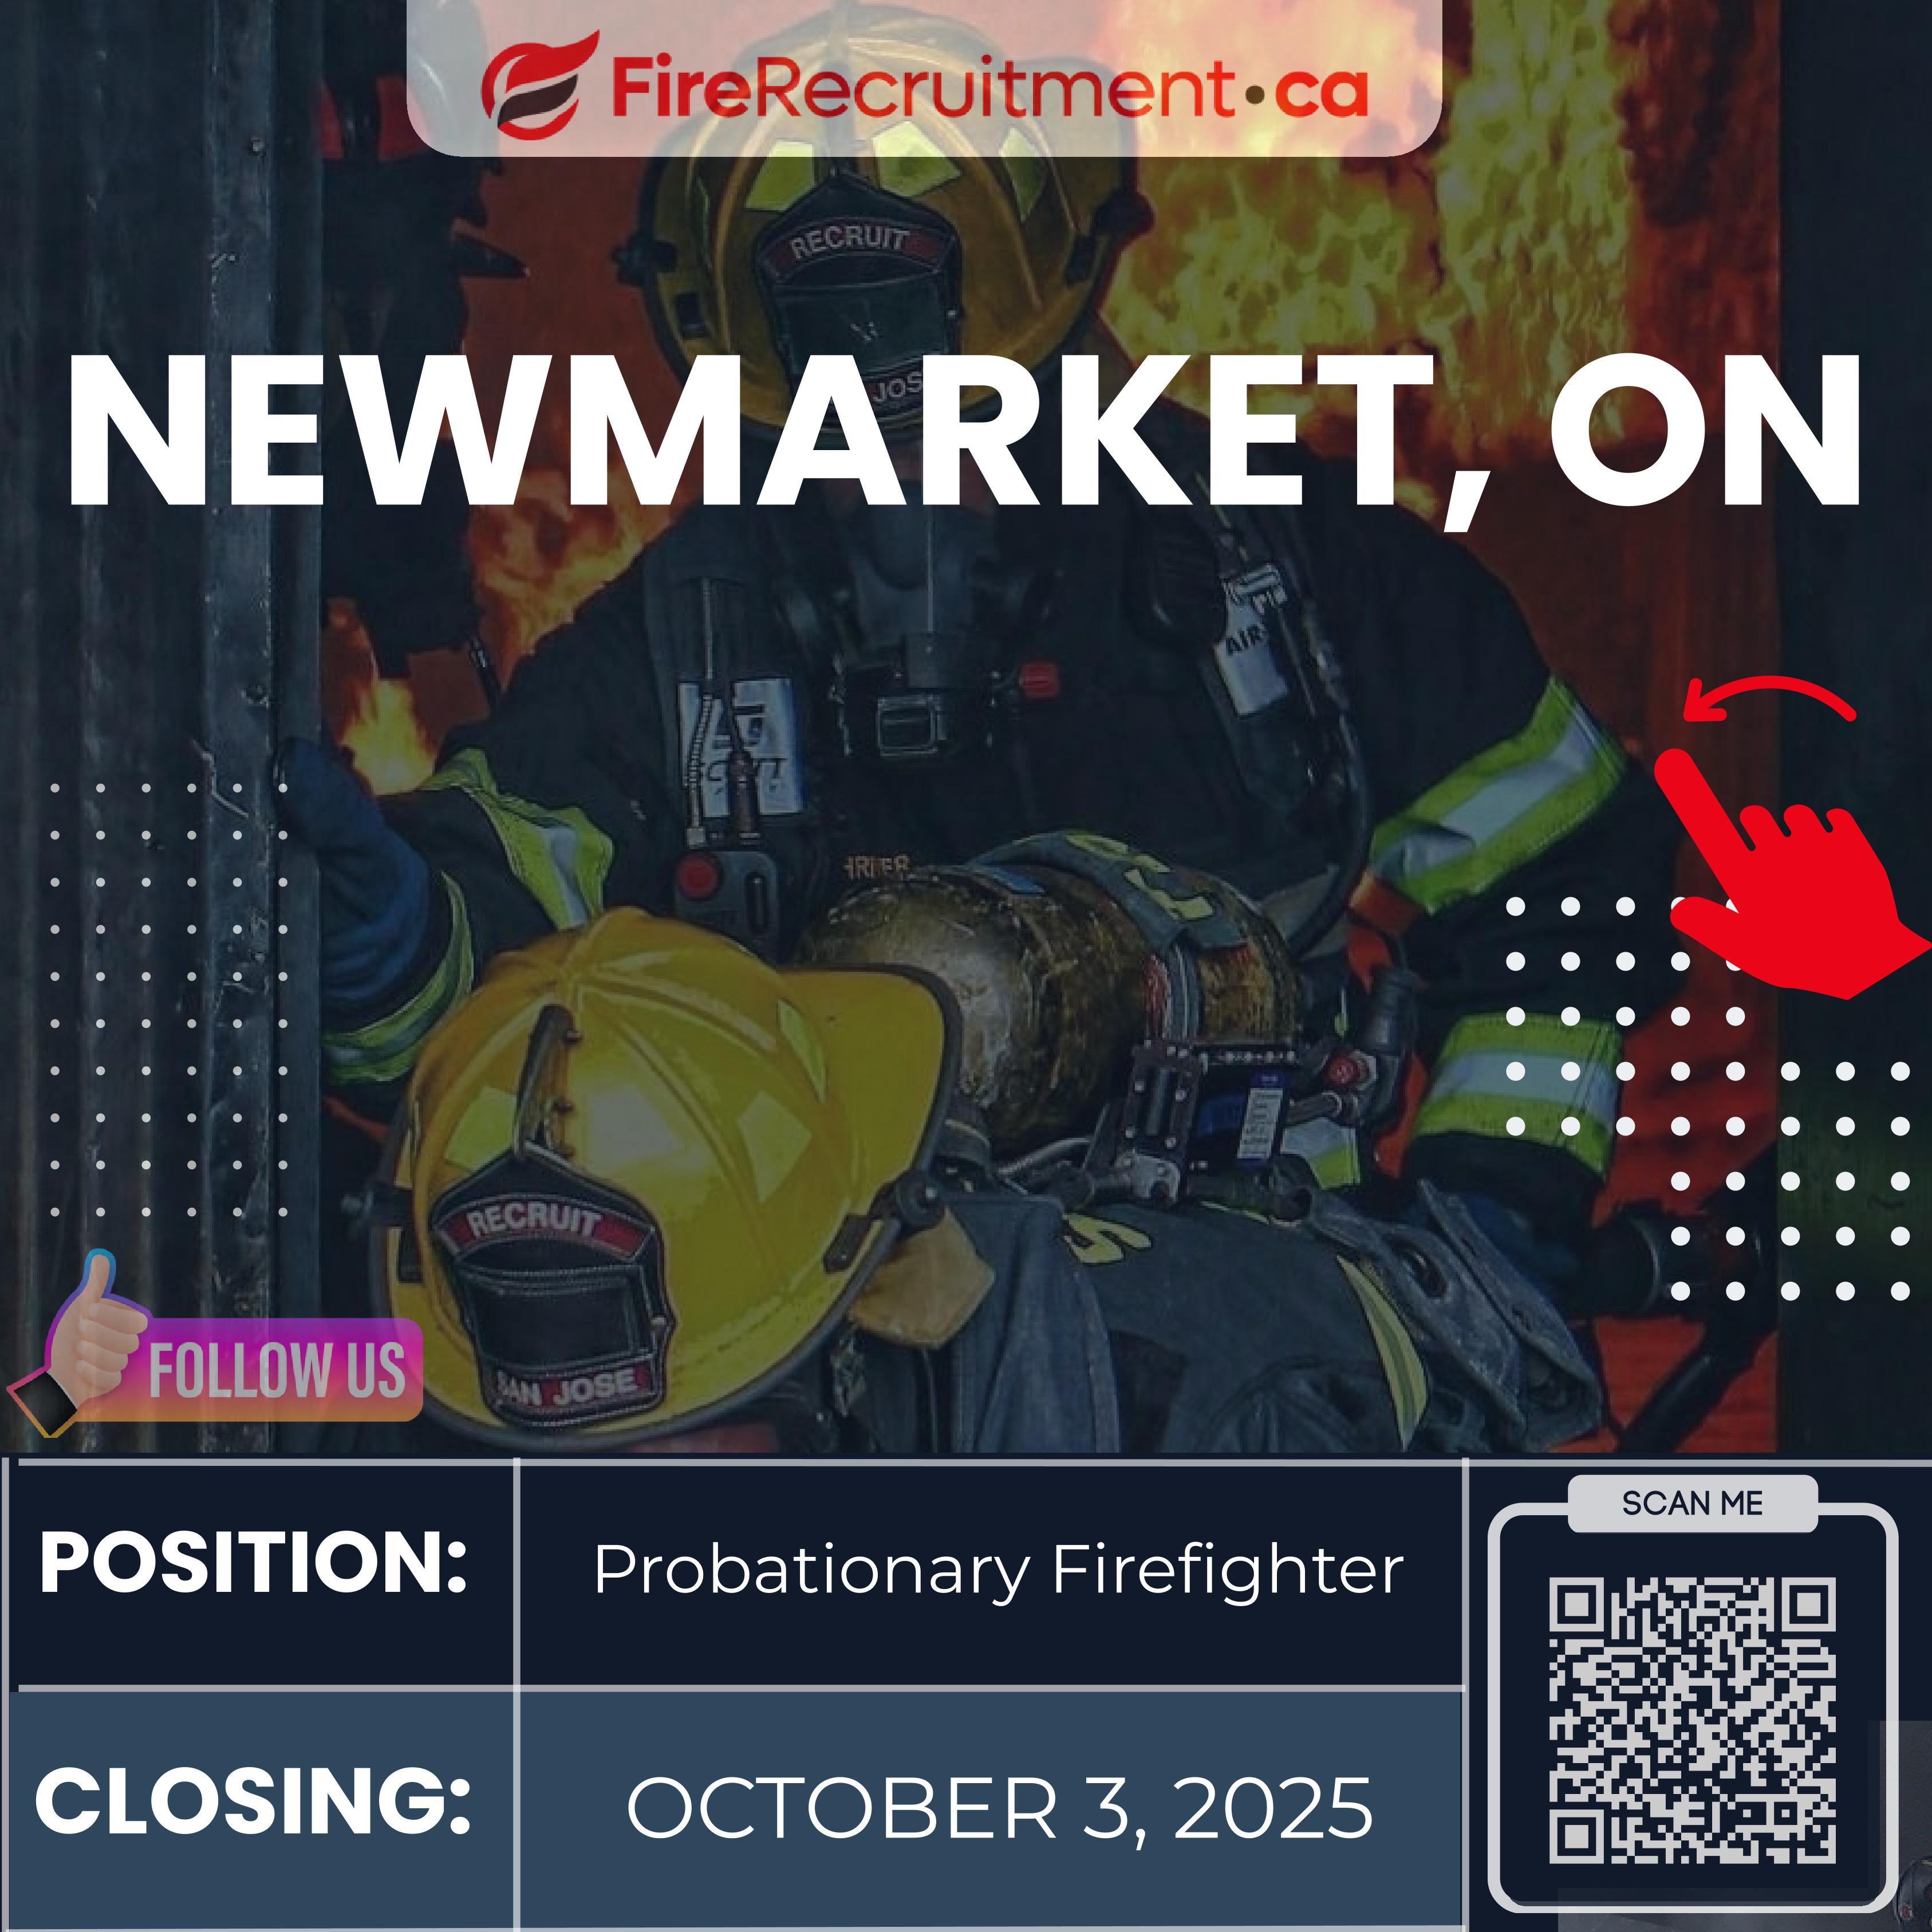 FireRecruitment.ca
RECRUIT
JOS
NEWMARKET, ON
AIR
RECRUIT
SAN JOSE
FOLLOW US
POSITION:
Probationary Firefighter
SCAN ME
CLOSING:
OCTOBER 3, 2025